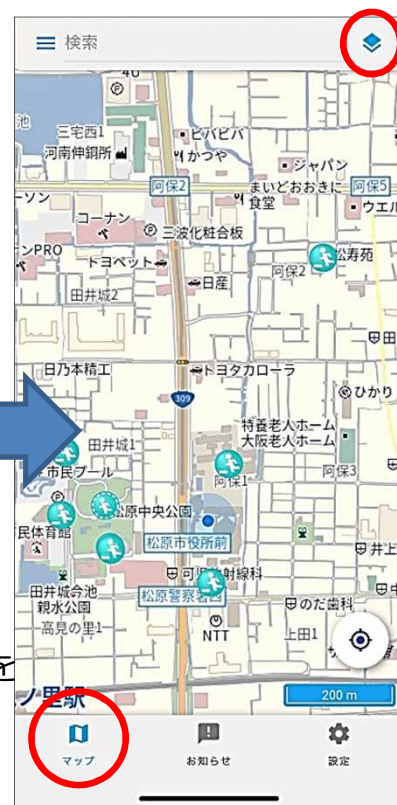 検索
池
三宅西1
河南伸銅所
ビバビバ
かつや
ジャパン
阿保2
まいどおおきに
食堂
阿保5
ーソン
ウエル
コーナン
三波化粧合板
ンPRO
トヨペット
松寿苑
阿保2
日産
田井城2
田
日乃本精工
トヨタカローラ
309
ひかり
特養老人ホーム
大阪老人ホーム
田井城1
市民プール
阿保1
阿保3
松原中央公園
民体育館
松原市役所前
井上
田井城今池
親水公園
松原警察署
のだ歯科
高見の里1
NTT
上田1
ノ里駅
200 m
マップ
お知らせ
設定